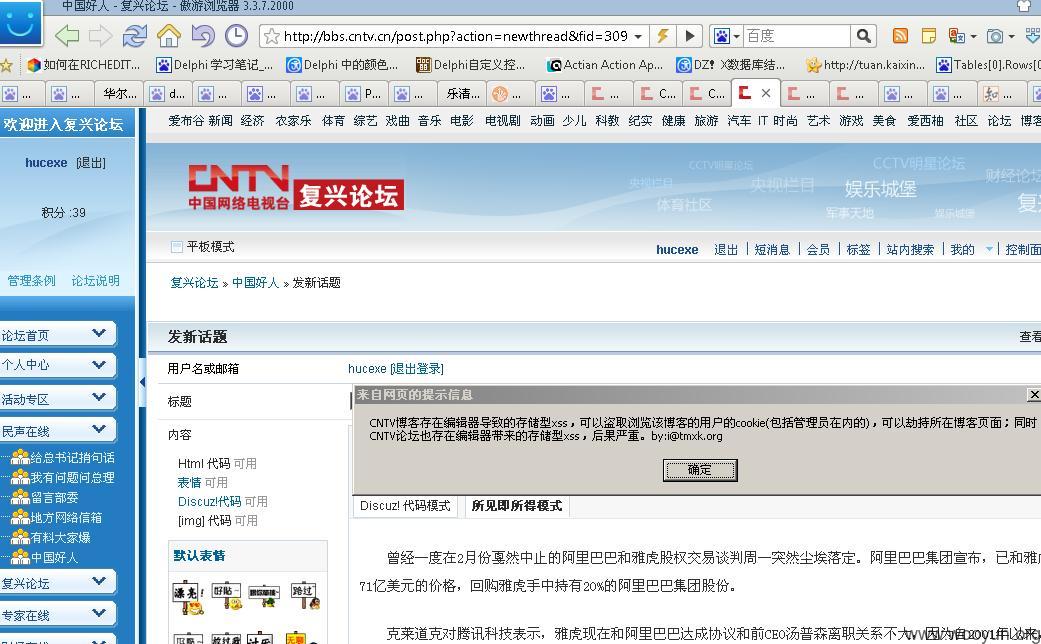 中国好人 - 复兴论坛 - 傲游浏览器 3.3.7.2000
http://bbs.cntv.cn/post.php?action=newthread&fid=309
百度
如何在RICHEDIT...
Delphi 学习笔记_...
Delphi 中的颜色...
Delphi自定义控...
Actian Action Ap...
DZ! X数据库结...
http://tuan.kaixin...
Tables[0].Rows[0
... ... 华尔... d... ... ... ... P... ... 乐清... ... ... ... C... C... ... ... ... ... ...
欢迎进入复兴论坛
爱布谷 新闻 经济 农家乐 体育 综艺 戏曲 音乐 电影 电视剧 动画 少儿 科教 纪实 健康 旅游 汽车 IT 时尚 艺术 游戏 美食 爱西柚 社区 论坛 博客
hucexe [退出]
积分 :39
管理条例 论坛说明
CNTV
中国网络电视台
复兴论坛
CCTV明星论坛
央视栏目
体育社区
央视栏目
CCTV明星论坛
娱乐城堡
军事天地
娱乐城堡
财经论坛
复
平板模式
hucexe 退出 | 短消息 | 会员 | 标签 | 站内搜索 | 我的 | 控制面
复兴论坛 » 中国好人 » 发新话题
论坛首页
个人中心
活动专区
民声在线
给总书记捎句话
我有问题问总理
留言部委
地方网络信箱
有料大家爆
中国好人
复兴论坛
专家在线
发新话题
查看
用户名或邮箱
hucexe [退出登录]
标题
内容
Html 代码 可用
表情 可用
Discuz!代码 可用
[img] 代码 可用
默认表情
漂亮!
好贴~
路过
来自网页的提示信息
CNTV博客存在编辑器导致的存储型xss，可以盗取浏览该博客的用户的cookie(包括管理员在内的)，可以劫持所在博客页面；同时
CNTV论坛也存在编辑器带来的存储型xss，后果严重。by:i@tmxk.org
确定
Discuz! 代码模式
所见即所得模式
曾经一度在2月份戛然中止的阿里巴巴和雅虎股权交易谈判周一突然尘埃落定。阿里巴巴集团宣布，已和雅
71亿美元的价格，回购雅虎手中持有20%的阿里巴巴集团股份。
克莱道克对腾讯科技表示，雅虎现在和阿里巴巴达成协议和前CEO汤普森离职关系不大